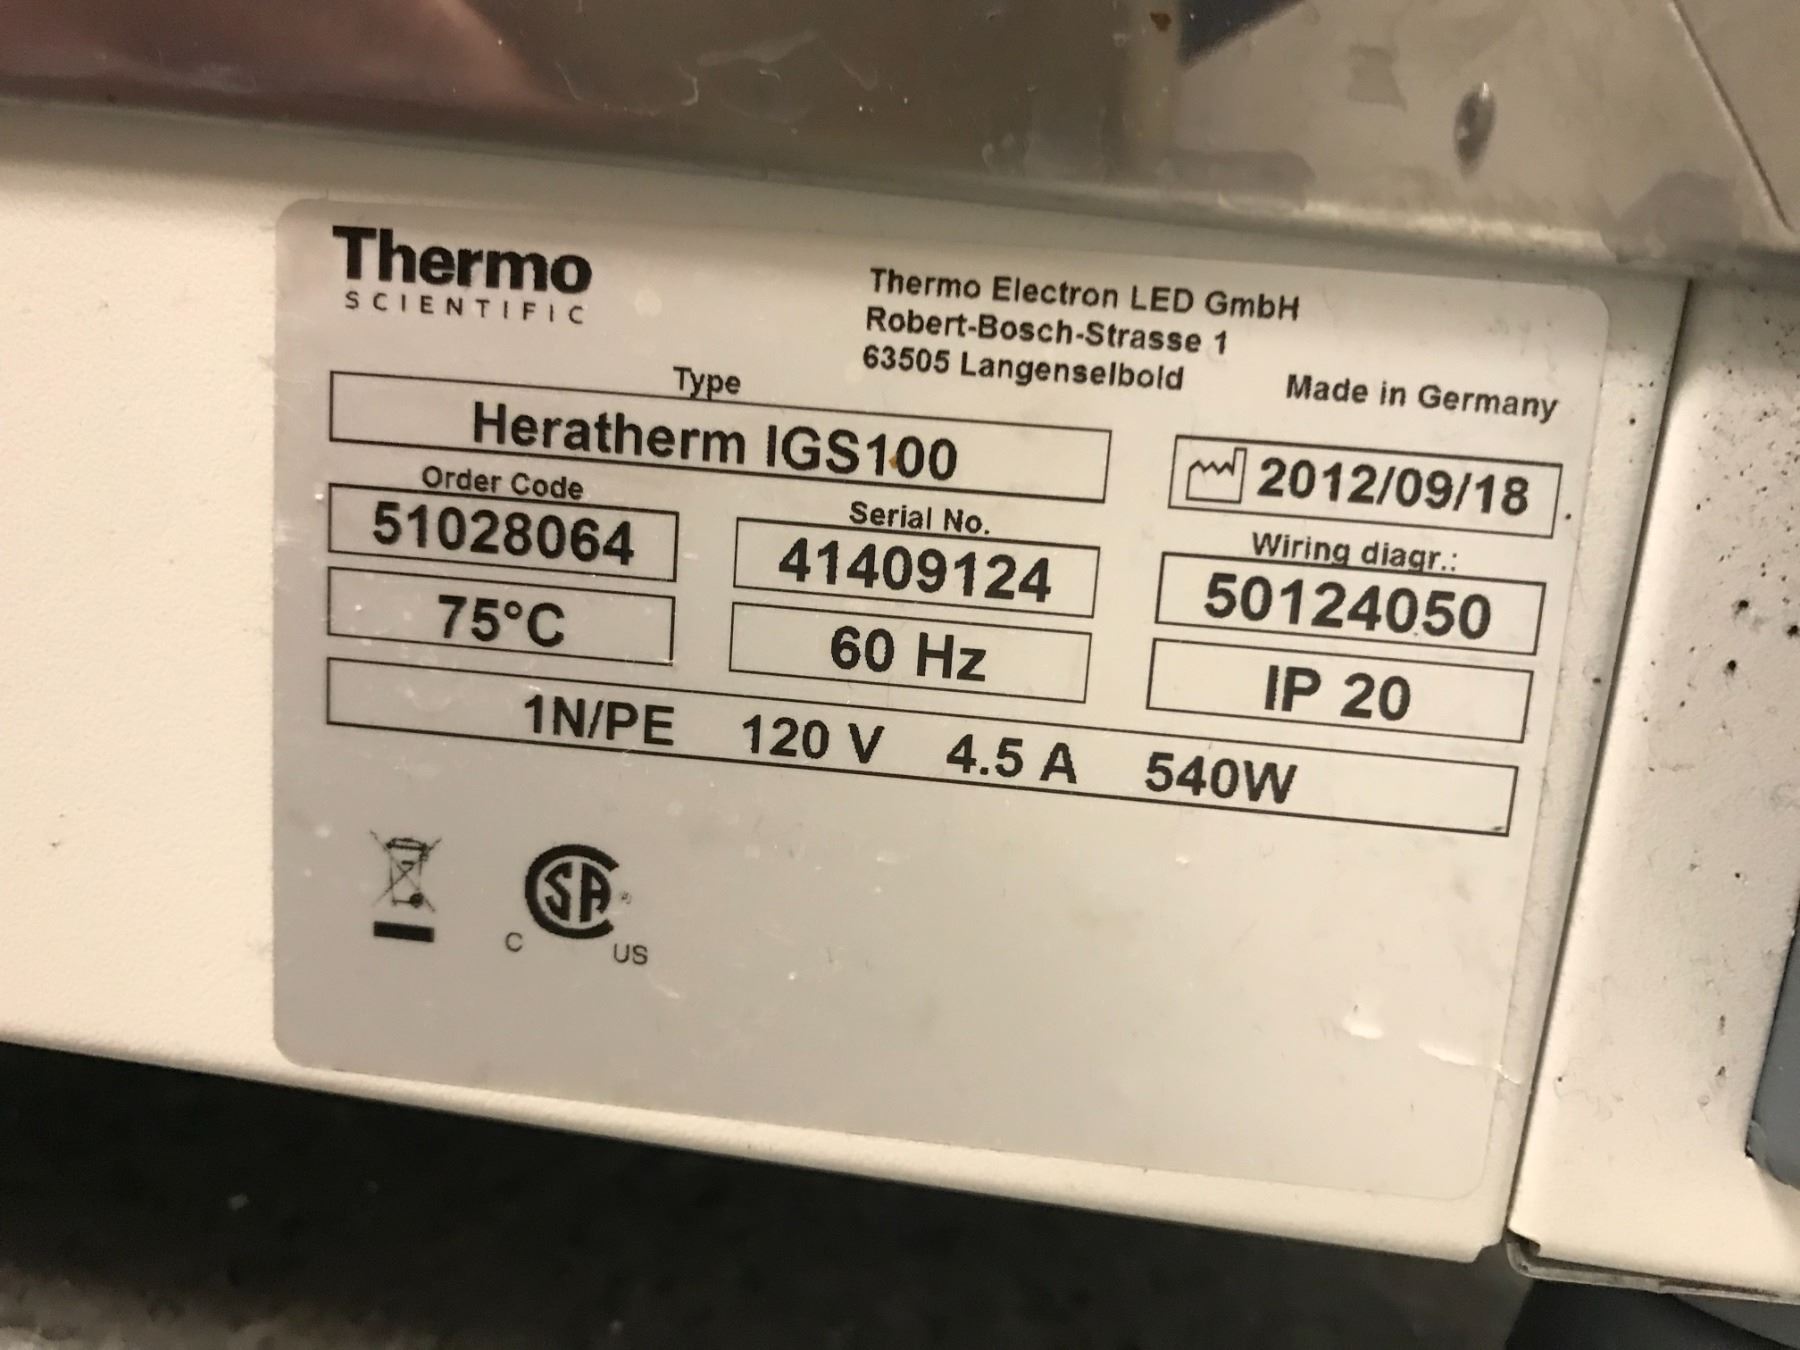 Thermo
SCIENTIFIC
Thermo Electron LED GmbH
Robert-Bosch-Strasse 1
63505 Langenselbold
Made in Germany
Type
Heratherm IGS100
2012/09/18
Order Code
51028064
Serial No.
41409124
Wiring diagr.:
50124050
75°C
60 Hz
IP 20
1N/PE 120 V 4.5 A 540W
CSA
C US